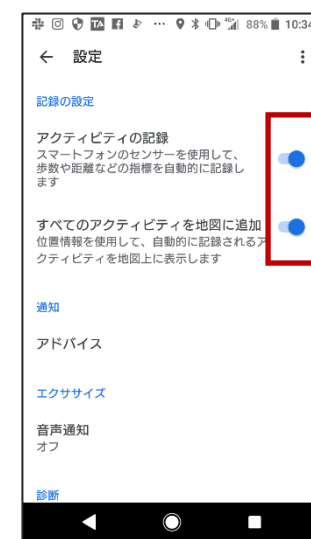 88% 10:34
設定
記録の設定
アクティビティの記録
スマートフォンのセンサーを使用して、
歩数や距離などの指標を自動的に記録し
ます
すべてのアクティビティを地図に追加
位置情報を使用して、自動的に記録されるア
クティビティを地図上に表示します
通知
アドバイス
エクササイズ
音声通知
オフ
診断